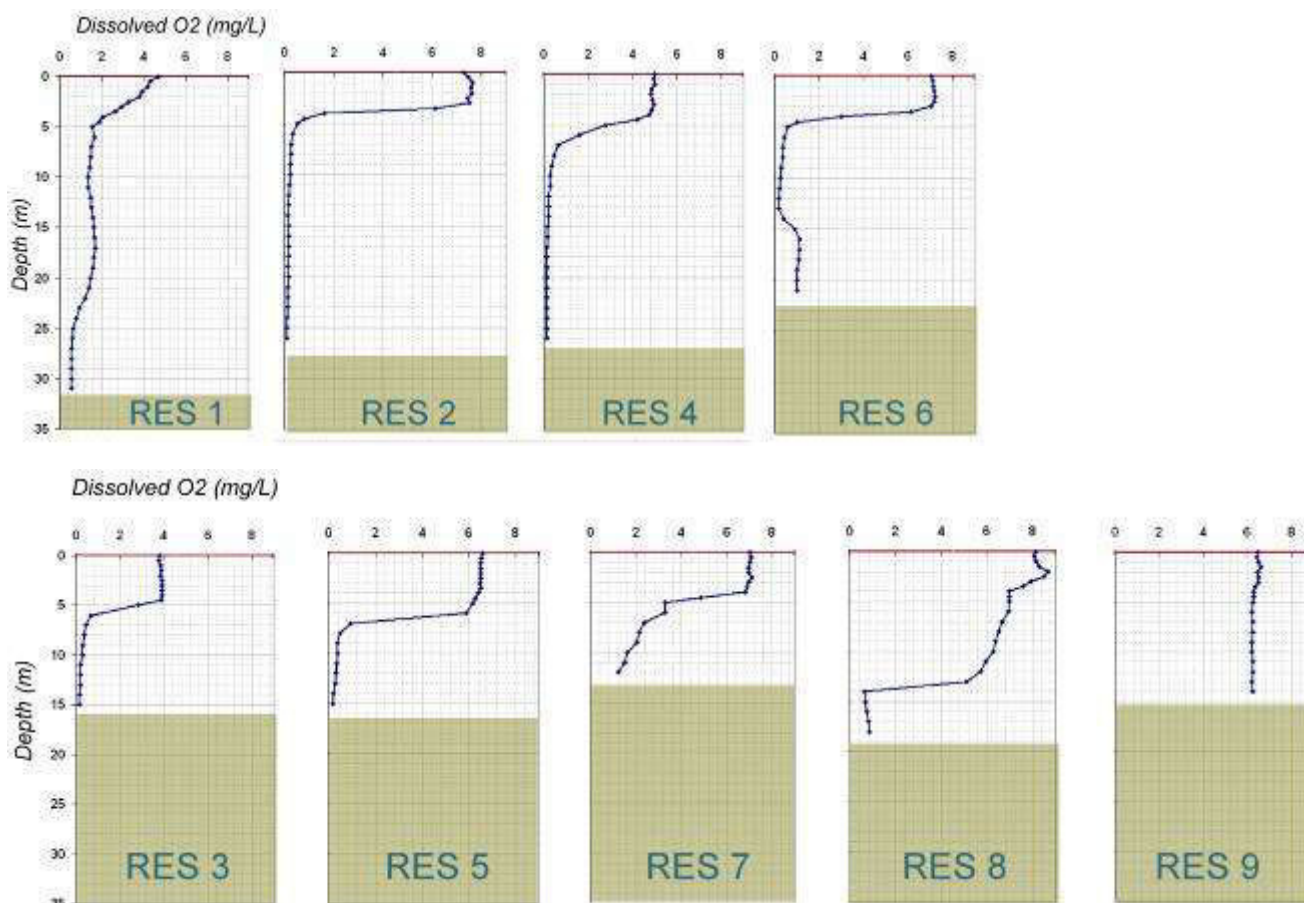 Dissolved O2 (mg/L)
0 2 4 6 8 0 2 4 6 8 0 2 4 6 8 0 2 4 6 8
0
5
10
Depth (m)
15
20
25
30
35
RES 1 RES 2 RES 4 RES 6
Dissolved O2 (mg/L)
0 2 4 6 8 0 2 4 6 8 0 2 4 6 8 0 2 4 6 8 0 2 4 6 8
0
5
10
Depth (m)
15
20
25
30
35
RES 3 RES 5 RES 7 RES 8 RES 9